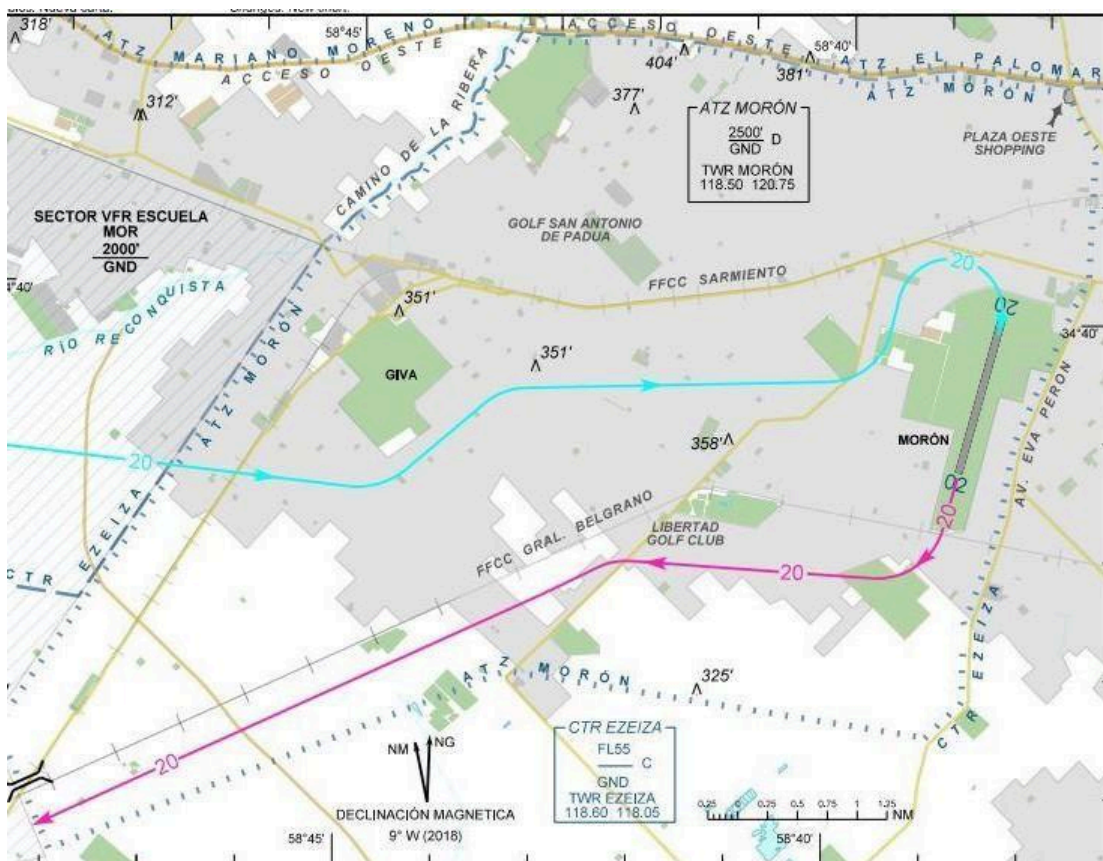 318'
58°45'
ATZ MARIANO MORENO
ACCESO OESTE
ACCESO OESTE
58°40'
404'
381'
ATZ EL PALOMAR
ATZ MORÓN
312'
377'
CAMINO DE LA RIBERA
ATZ MORÓN
2500'
GND
D
TWR MORÓN
118.50 120.75
PLAZA OESTE
SHOPPING
SECTOR VFR ESCUELA
MOR
2000'
GND
GOLF SAN ANTONIO
DE PADUA
FFCC SARMIENTO
20
20
4°40'
RÍO RECONQUISTA
351'
34°40'
351'
GIVA
ATZ MORÓN
358'
MORÓN
AV. EVA PERON
20
02
20
FFCC GRAL. BELGRANO
LIBERTAD
GOLF CLUB
20
CTR EZEIZA
ATZ MORÓN
325'
CTR EZEIZA
20
NM
NG
CTR EZEIZA
FL55
C
GND
TWR EZEIZA
118.60 118.05
DECLINACIÓN MAGNETICA
9° W (2018)
0.25 0 0.25 0.5 0.75 1 1.25 NM
58°45'
58°40'